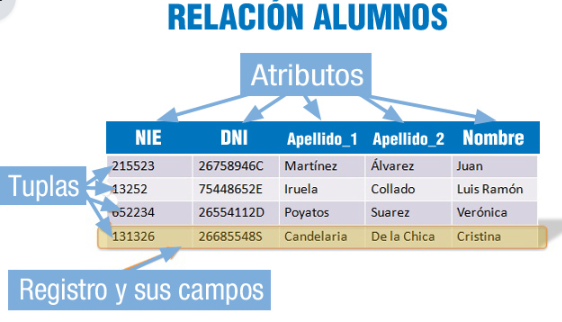 RELACIÓN ALUMNOS
Atributos
NIE DNI Apellido_1 Apellido_2 Nombre
215523 26758946C Martínez Álvarez Juan
Tuplas
13252 75448652E Iruela Collado Luis Ramón
652234 26554112D Poyatos Suarez Verónica
131326 26685548S Candelaria De la Chica Cristina
Registro y sus campos